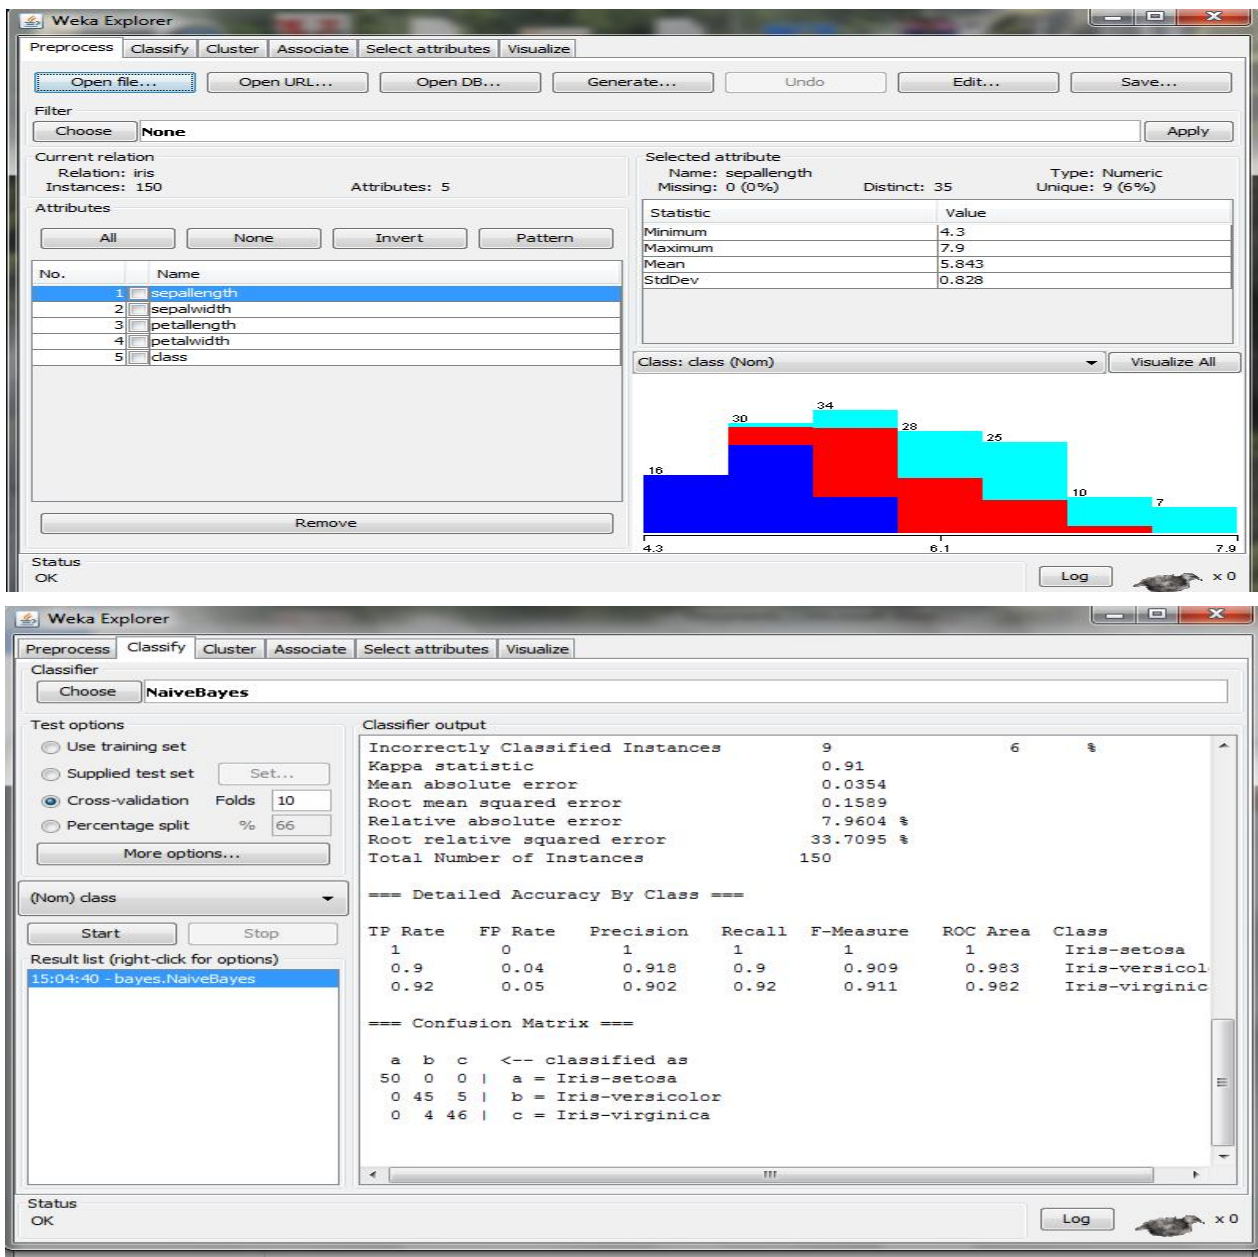 Weka Explorer
Preprocess Classify Cluster Associate Select attributes Visualize
Open file... Open URL... Open DB... Generate... Undo Edit... Save...
Filter
Choose None Apply
Current relation
Relation: iris
Instances: 150 Attributes: 5
Selected attribute
Name: sepallength Type: Numeric
Missing: 0 (0%) Distinct: 35 Unique: 9 (6%)
Attributes
All None Invert Pattern
No. Name
1 sepallength
2 sepalwidth
3 petallength
4 petalwidth
5 class
Remove
Statistic Value
Minimum 4.3
Maximum 7.9
Mean 5.843
StdDev 0.828
Class: class (Nom) Visualize All
16 30 34 28 25 10 7
4.3 6.1 7.9
Status
OK Log x 0
Weka Explorer
Preprocess Classify Cluster Associate Select attributes Visualize
Classifier
Choose NaiveBayes
Test options
Use training set
Supplied test set Set...
Cross-validation Folds 10
Percentage split % 66
More options...
(Nom) class
Start Stop
Result list (right-click for options)
15:04:40 - bayes.NaiveBayes
Classifier output
Incorrectly Classified Instances 9 6 %
Kappa statistic 0.91
Mean absolute error 0.0354
Root mean squared error 0.1589
Relative absolute error 7.9604 %
Root relative squared error 33.7095 %
Total Number of Instances 150
=== Detailed Accuracy By Class ===
TP Rate FP Rate Precision Recall F-Measure ROC Area Class
1 0 1 1 1 1 Iris-setosa
0.9 0.04 0.918 0.9 0.909 0.983 Iris-versicol
0.92 0.05 0.902 0.92 0.911 0.982 Iris-virginic
=== Confusion Matrix ===
a b c <-- classified as
50 0 0 | a = Iris-setosa
0 45 5 | b = Iris-versicolor
0 4 46 | c = Iris-virginica
Status
OK Log x 0